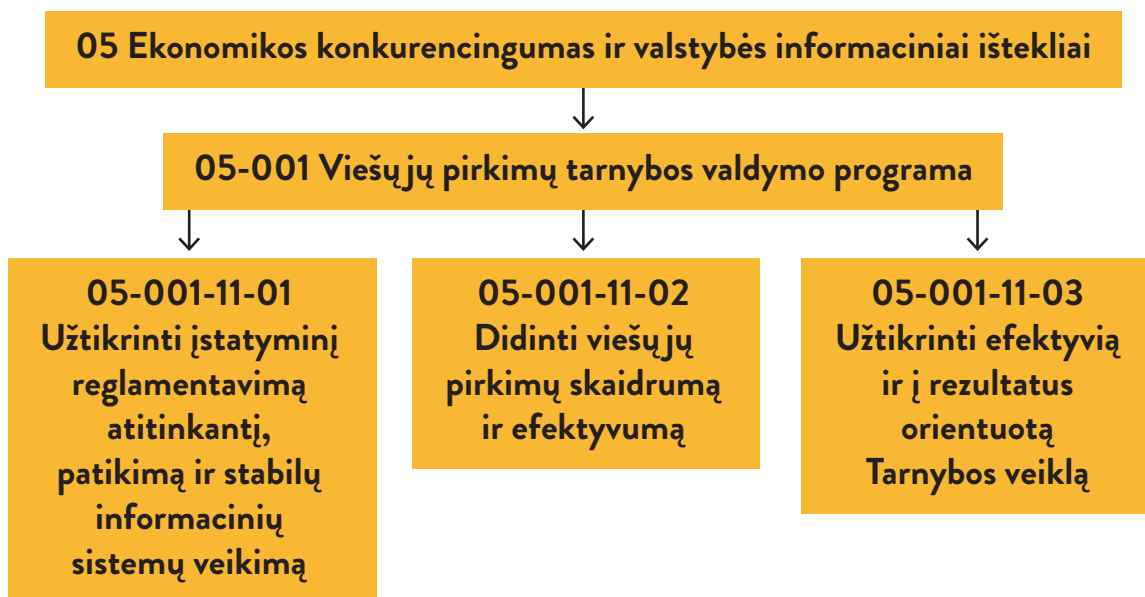 05 Ekonomikos konkurencingumas ir valstybės informaciniai ištekliai
05-001 Viešųjų pirkimų tarnybos valdymo programa
05-001-11-01
Užtikrinti įstatyminį
reglamentavimą
atitinkantį,
patikimą ir stabilų
informacinių
sistemų veikimą
05-001-11-02
Didinti viešųjų
pirkimų skaidrumą
ir efektyvumą
05-001-11-03
Užtikrinti efektyvią
ir į rezultatus
orientuotą
Tarnybos veiklą